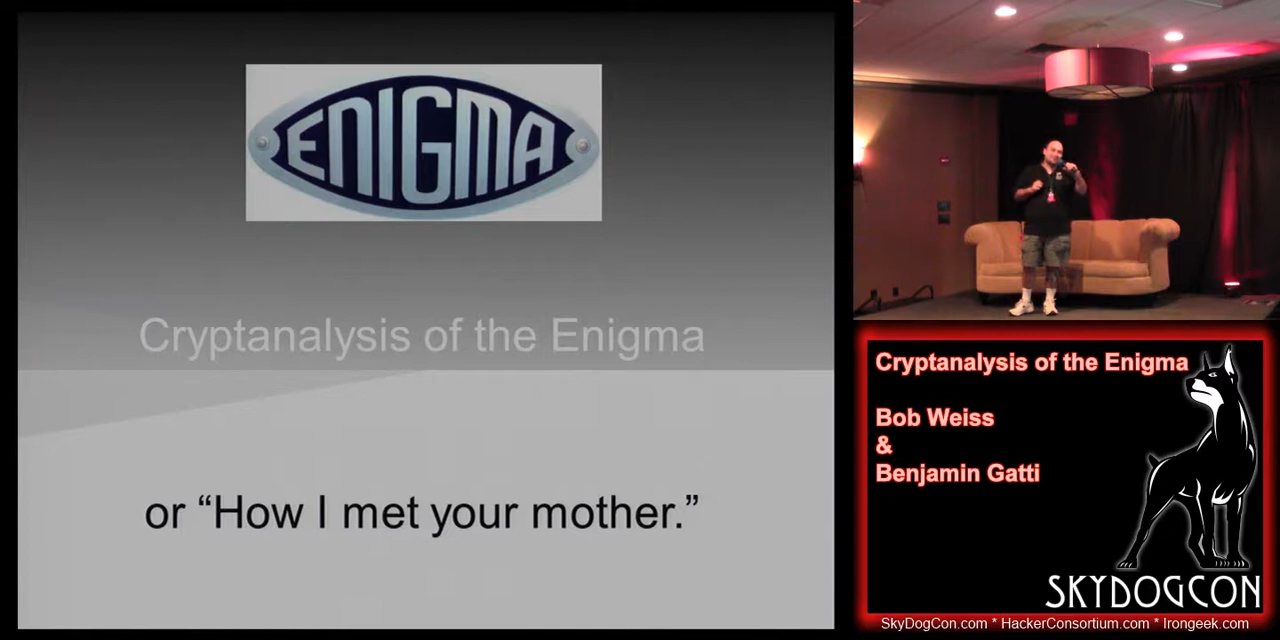 ENIGMA
Cryptanalysis of the Enigma
or “How I met your mother.”
Cryptanalysis of the Enigma
Bob Weiss
&
Benjamin Gatti
SKYDOGCON
SkyDogCon.com * HackerConsortium.com * Irongeek.com